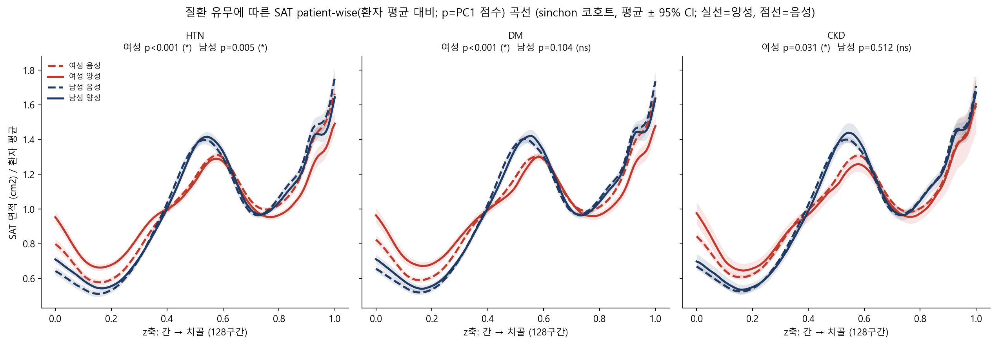 질환 유무에 따른 SAT patient-wise(환자 평균 대비; p=PC1 점수) 곡선 (sinchon 코호트, 평균 ± 95% CI; 실선=양성, 점선=음성)
HTN
여성 p<0.001 (*)  남성 p=0.005 (*)
DM
여성 p<0.001 (*)  남성 p=0.104 (ns)
CKD
여성 p=0.031 (*)  남성 p=0.512 (ns)
여성 음성
여성 양성
남성 음성
남성 양성
SAT 면적 (cm2) / 환자 평균
1.8
1.6
1.4
1.2
1.0
0.8
0.6
0.0 0.2 0.4 0.6 0.8 1.0
z축: 간 → 치골 (128구간)
0.0 0.2 0.4 0.6 0.8 1.0
z축: 간 → 치골 (128구간)
0.0 0.2 0.4 0.6 0.8 1.0
z축: 간 → 치골 (128구간)